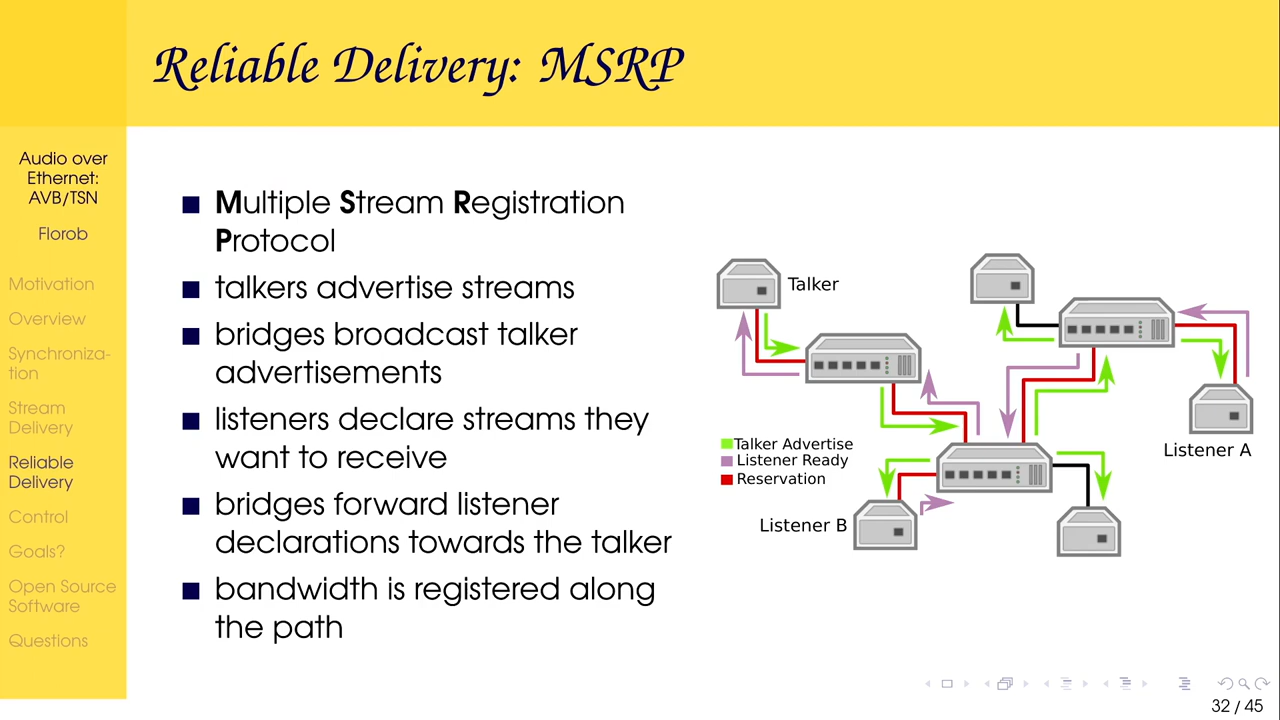 Reliable Delivery: MSRP
Audio over
Ethernet:
AVB/TSN
Florob
Motivation
Overview
Synchroniza-
tion
Stream
Delivery
Reliable
Delivery
Control
Goals?
Open Source
Software
Questions
Multiple Stream Registration
Protocol
talkers advertise streams
bridges broadcast talker
advertisements
listeners declare streams they
want to receive
bridges forward listener
declarations towards the talker
bandwidth is registered along
the path
Talker
Talker Advertise
Listener Ready
Reservation
Listener A
Listener B
32 / 45